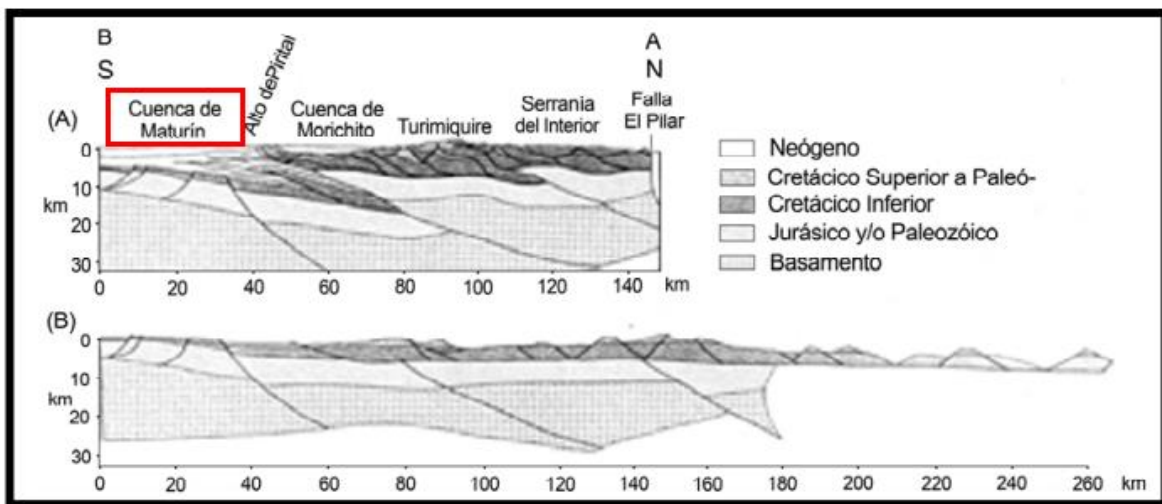 B
S
A
N
(A)
Cuenca de
Maturín
Alto de Pirital
Cuenca de
Morichito
Turimiquire
Serrania
del Interior
Falla
El Pilar
0
10
km
20
30
0 20 40 60 80 100 120 140 km
Neógeno
Cretácico Superior a Paleó-
Cretácico Inferior
Jurásico y/o Paleozóico
Basamento
(B)
0
10
km
20
30
0 20 40 60 80 100 120 140 160 180 200 220 240 260 km